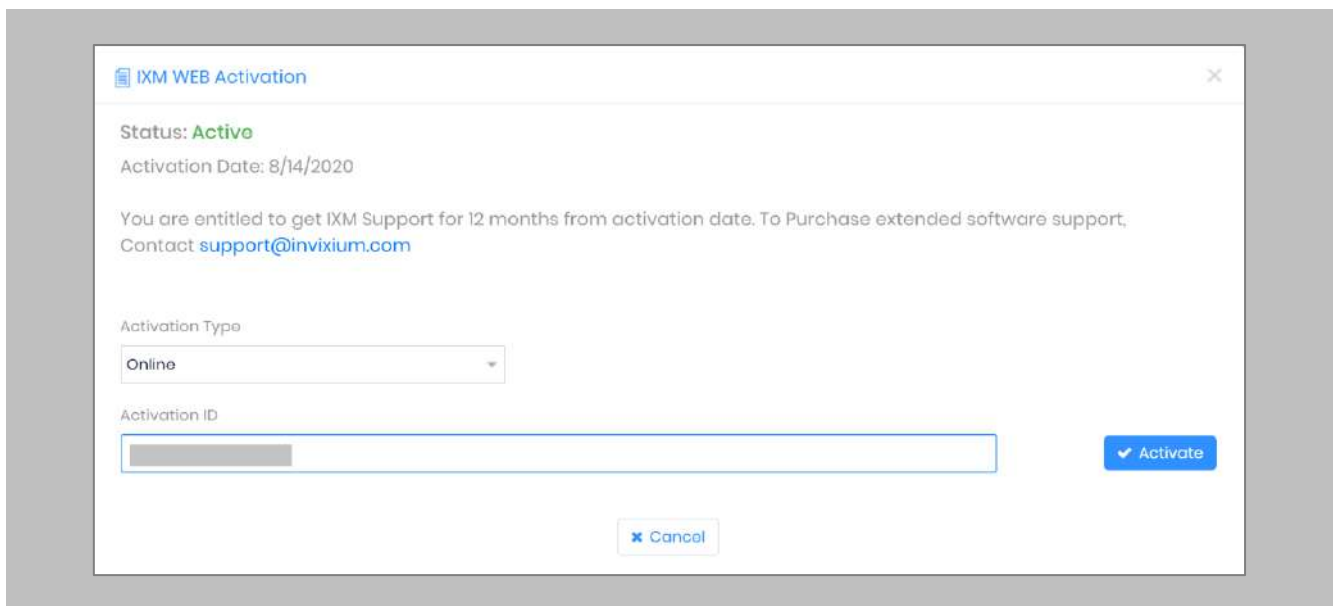 IXM WEB Activation
Status: Active
Activation Date: 8/14/2020
You are entitled to get IXM Support for 12 months from activation date. To Purchase extended software support,
Contact support@invixium.com
Activation Type
Online
Activation ID
Activate
Cancel